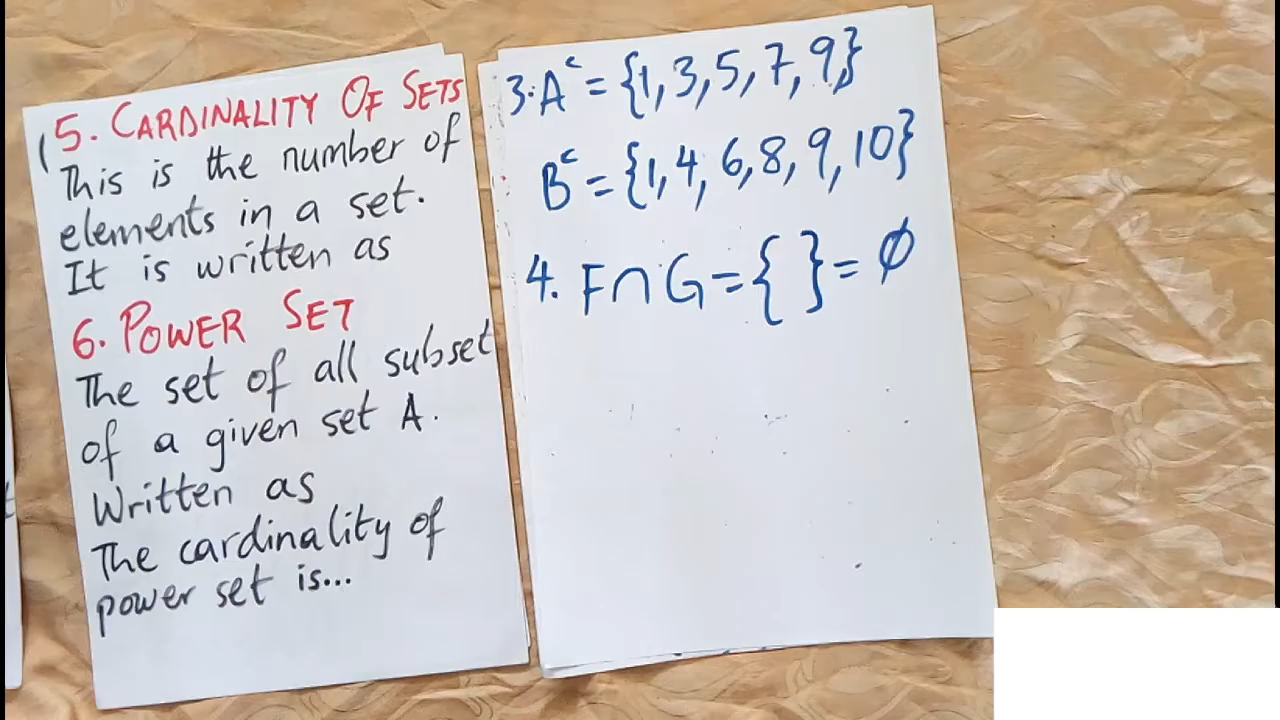 5. CARDINALITY OF SETS
This is the number of
elements in a set.
It is written as
6. POWER SET
The set of all subset
of a given set A.
Written as
The cardinality of
power set is...
3. Aᶜ = {1, 3, 5, 7, 9,}
Bᶜ = {1, 4, 6, 8, 9, 10}
4. F∩G = { } = ∅